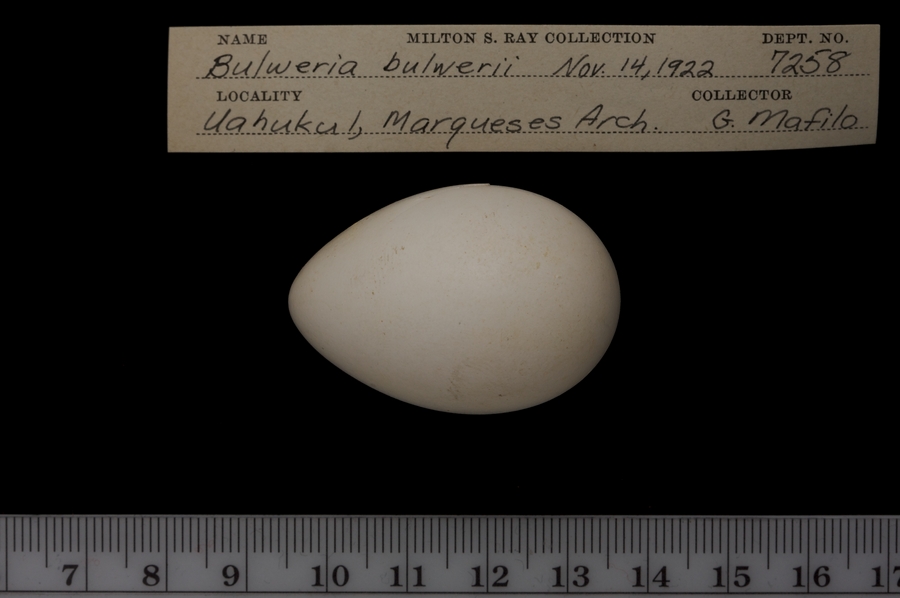 NAME MILTON S. RAY COLLECTION DEPT. NO.
Bulweria bulwerii Nov. 14, 1922 7258
LOCALITY COLLECTOR
Uahukul, Marqueses Arch. G. Mafilo
7 8 9 10 11 12 13 14 15 16 17